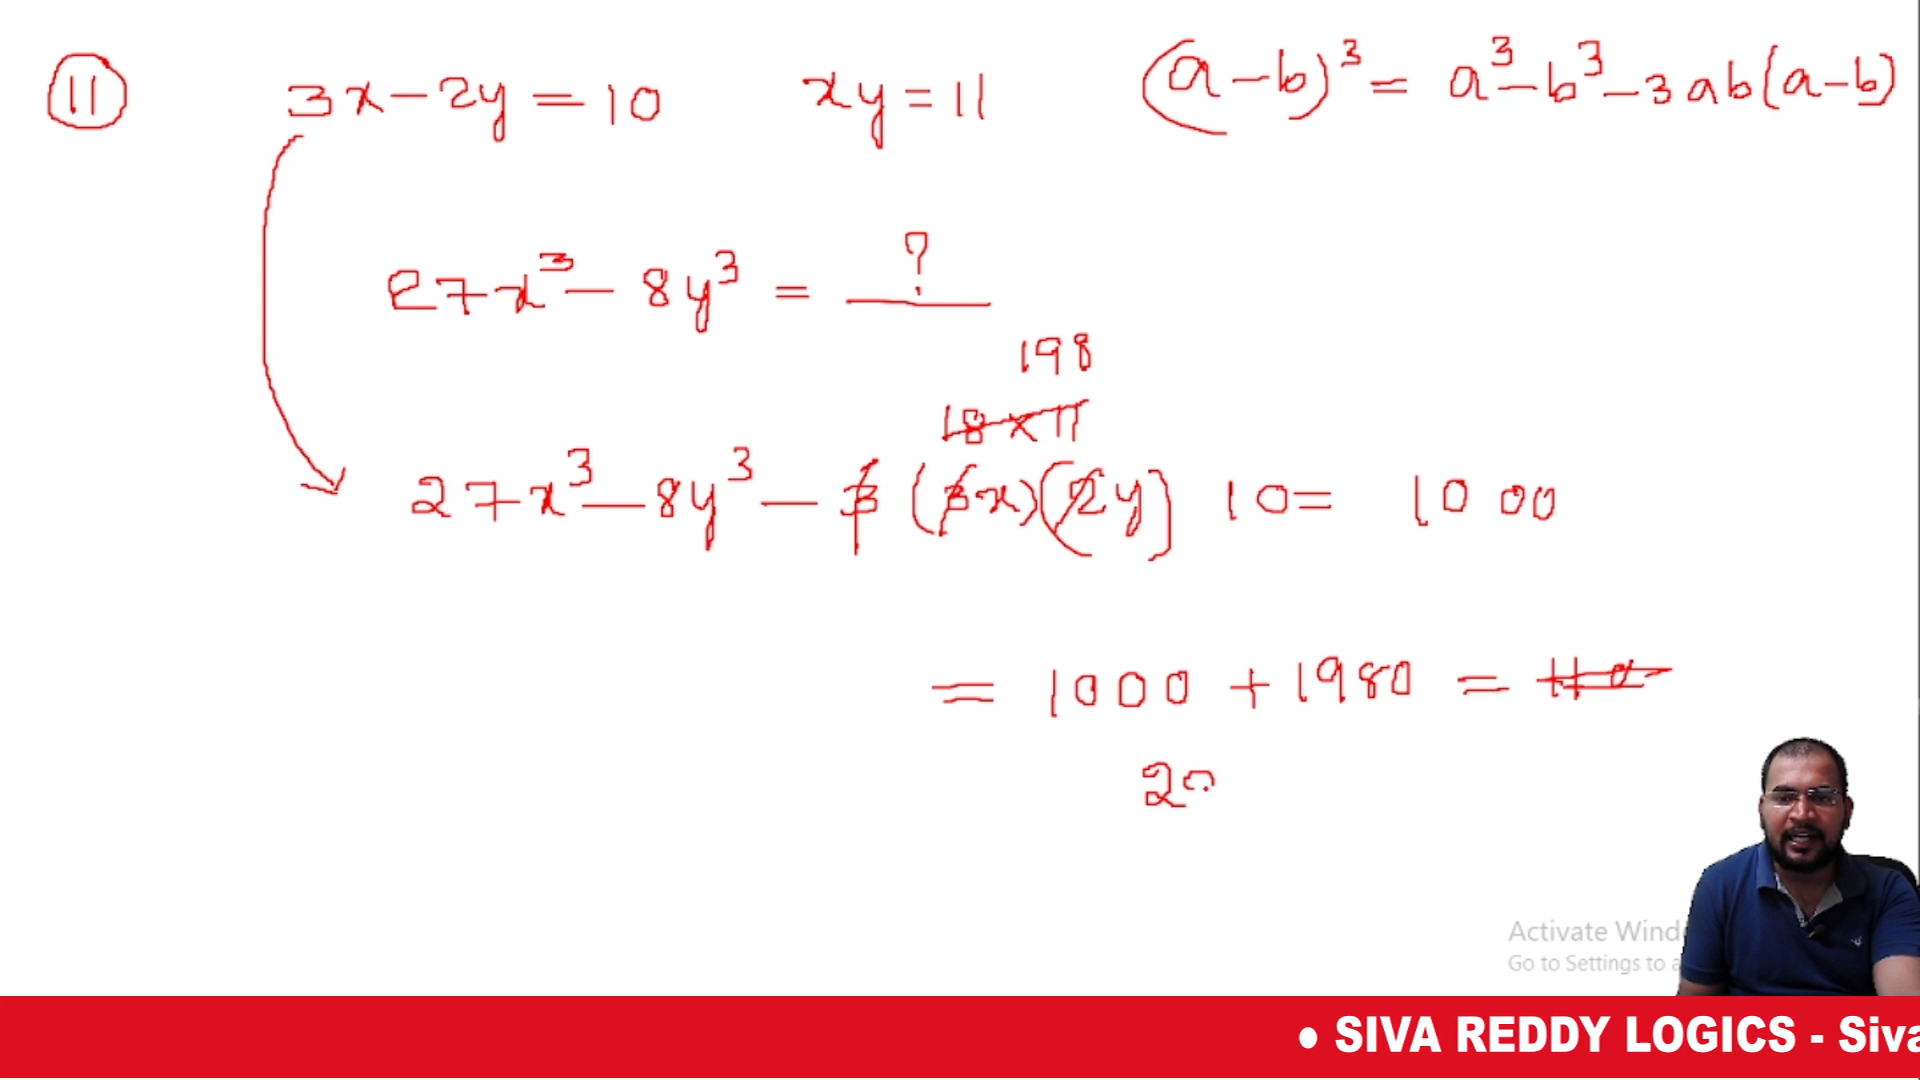 11 3x - 2y = 10 xy = 11 (a-b)³ = a³-b³-3ab(a-b)
27x³ - 8y³ = ?
198
18 x 11
27x³ - 8y³ - 3 (3x)(2y) 10 = 1000
= 1000 + 1980 =
29
Activate Wind
Go to Settings to a
• SIVA REDDY LOGICS - Siva